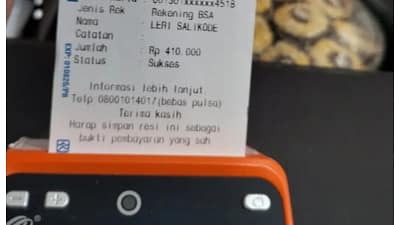 : 001301xxxxxx4518
Jenis Rek : Rekening BSA
Nama : LERI SALIKODE
Catatan :
Jumlah : Rp 410.000
Status : Sukses
Informasi lebih lanjut,
Telp 08001014017(bebas pulsa)
Terima kasih
Harap simpan resi ini sebagai
bukti pembayaran yang sah